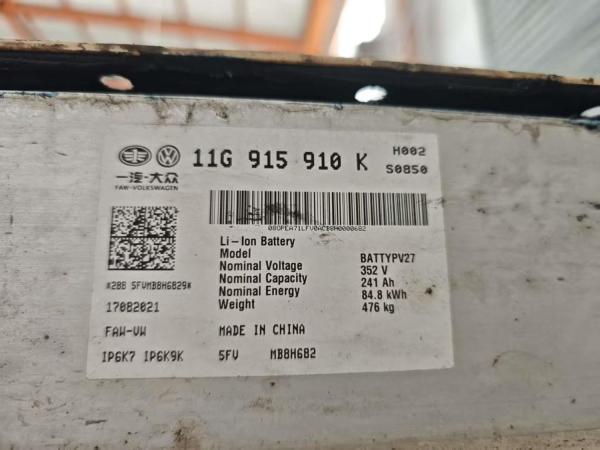 11G 915 910 K
H002
S0850
一汽-大众
FAW-VOLKSWAGEN
Li-Ion Battery
Model BATTYPV27
Nominal Voltage 352 V
Nominal Capacity 241 Ah
Nominal Energy 84.8 kWh
Weight 476 kg
17082021
FAW-VW MADE IN CHINA
IP6K7 IP6K9K 5FV MB8H682